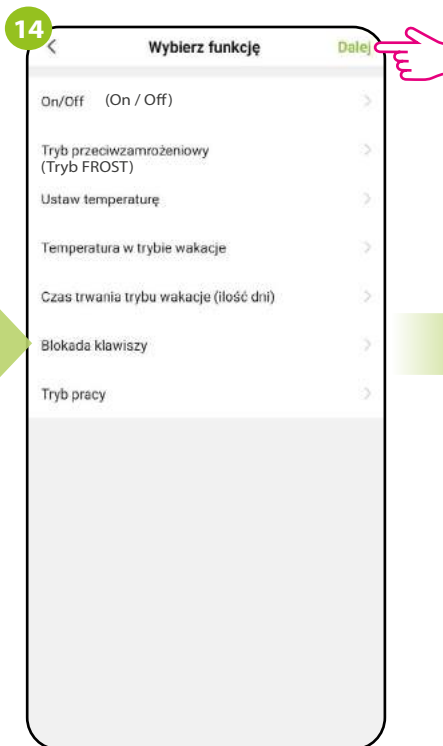 14
Wybierz funkcję Dalej
On/Off (On / Off)
Tryb przeciwzamrożeniowy
(Tryb FROST)
Ustaw temperaturę
Temperatura w trybie wakacje
Czas trwania trybu wakacje (ilość dni)
Blokada klawiszy
Tryb pracy